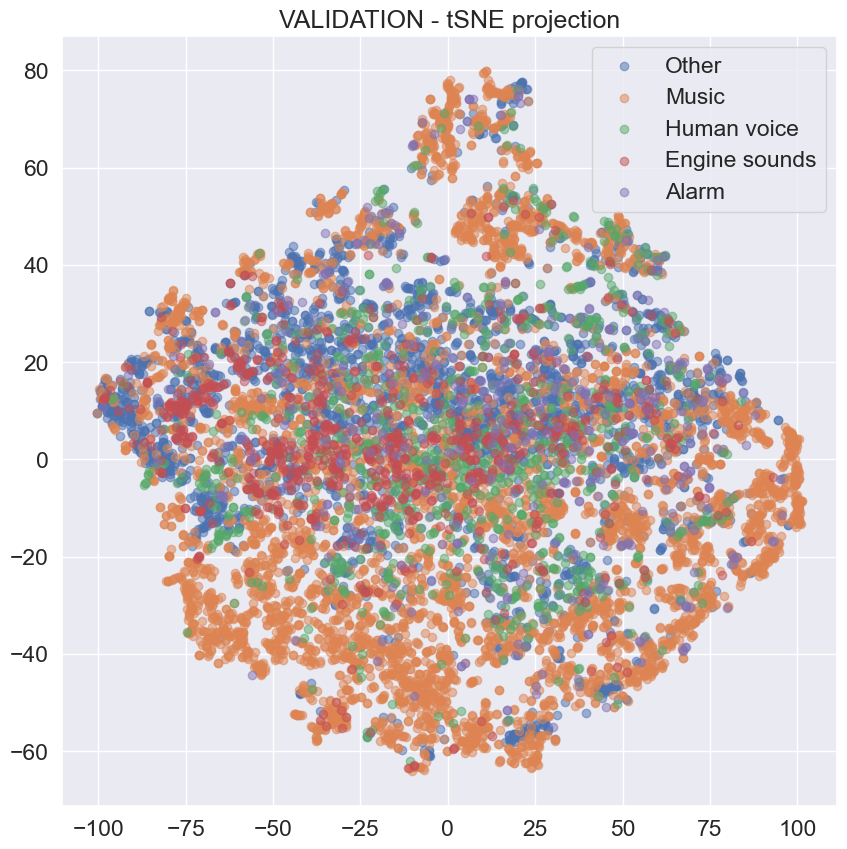 VALIDATION - tSNE projection
Other
Music
Human voice
Engine sounds
Alarm
80
60
40
20
0
−20
−40
−60
−100
−75
−50
−25
0
25
50
75
100